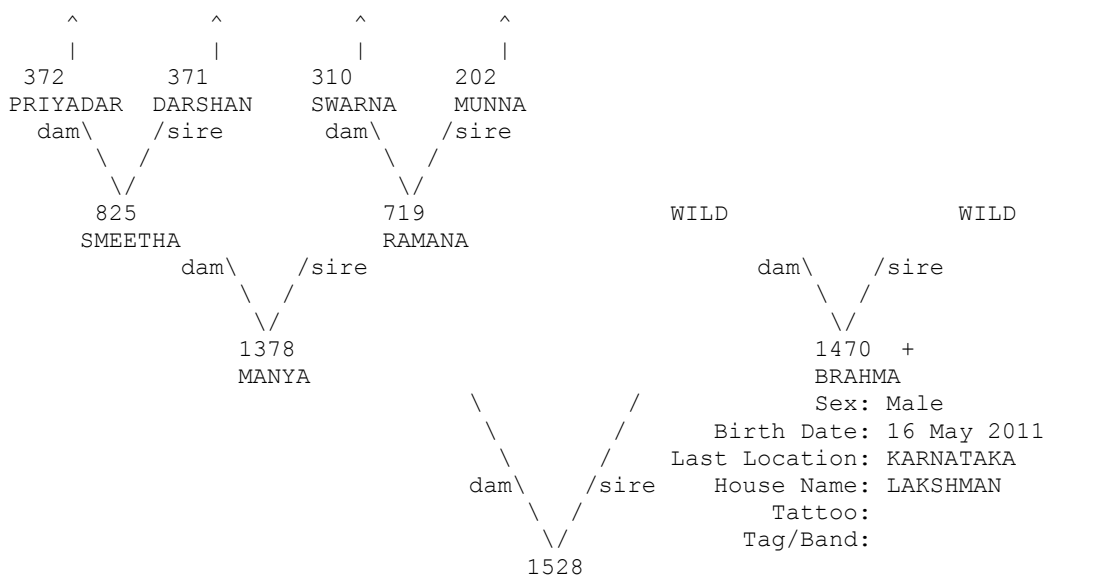 ^ ^ ^ ^
| | | |
372 371 310 202
PRIYADAR DARSHAN SWARNA MUNNA
dam\ /sire dam\ /sire
\ / \ /
\/ \/
825 719 WILD WILD
SMEETHA RAMANA
dam\ /sire dam\ /sire
\ / \ /
\/ \/
1378 1470 +
MANYA BRAHMA
\ / Sex: Male
\ / Birth Date: 16 May 2011
\ / Last Location: KARNATAKA
dam\ /sire House Name: LAKSHMAN
\ / Tattoo:
\/ Tag/Band:
1528